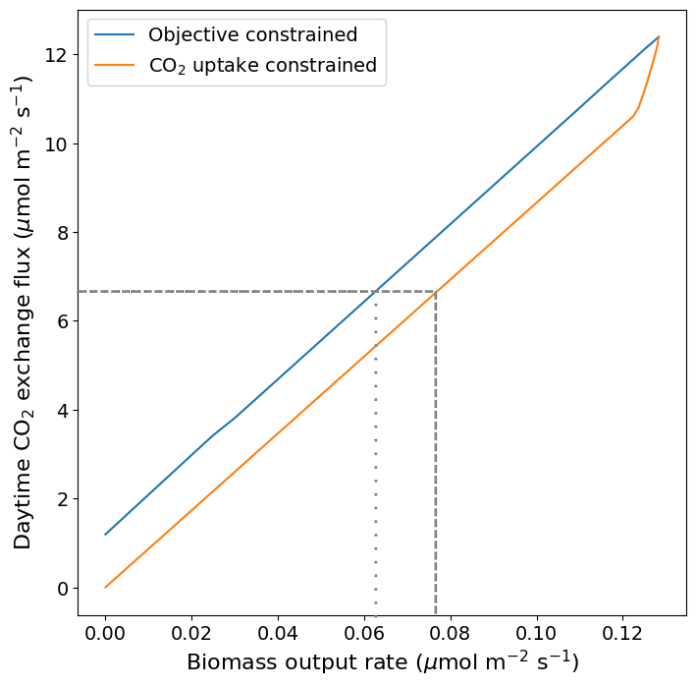 Objective constrained
CO₂ uptake constrained
Daytime CO₂ exchange flux (μmol m⁻² s⁻¹)
12
10
8
6
4
2
0
0.00 0.02 0.04 0.06 0.08 0.10 0.12
Biomass output rate (μmol m⁻² s⁻¹)